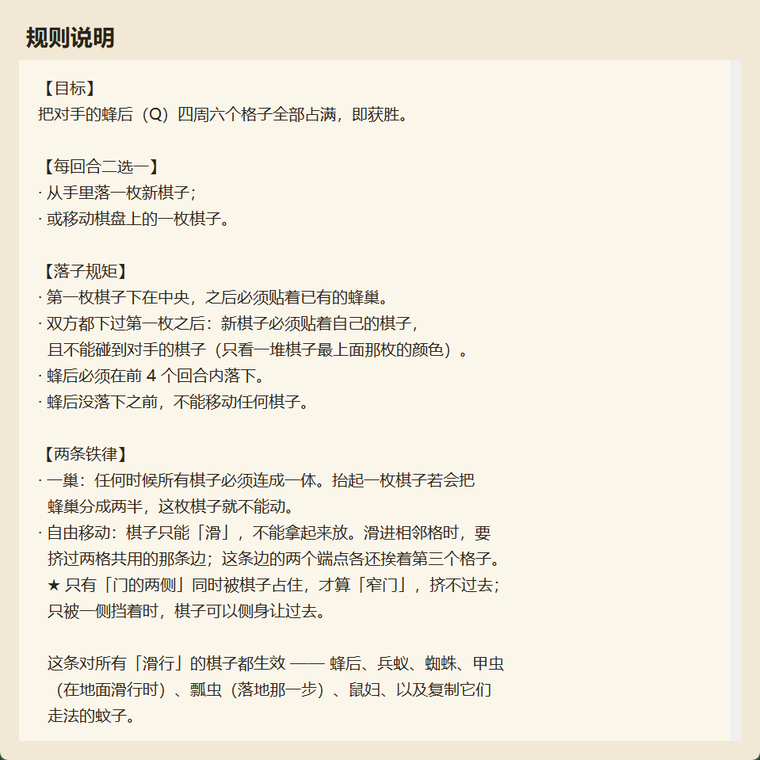 规则说明
【目标】
把对手的蜂后（Q）四周六个格子全部占满，即获胜。
【每回合二选一】
· 从手里落一枚新棋子；
· 或移动棋盘上的一枚棋子。
【落子规矩】
· 第一枚棋子下在中央，之后必须贴着已有的蜂巢。
· 双方都下过第一枚之后：新棋子必须贴着自己的棋子，
且不能碰到对手的棋子（只看一堆棋子最上面那枚的颜色）。
· 蜂后必须在前 4 个回合内落下。
· 蜂后没落下之前，不能移动任何棋子。
【两条铁律】
· 一巢：任何时候所有棋子必须连成一体。抬起一枚棋子若会把
蜂巢分成两半，这枚棋子就不能动。
· 自由移动：棋子只能「滑」，不能拿起来放。滑进相邻格时，要
挤过两格共用的那条边；这条边的两个端点各还挨着第三个格子。
★ 只有「门的两侧」同时被棋子占住，才算「窄门」，挤不过去；
只被一侧挡着时，棋子可以侧身让过去。
这条对所有「滑行」的棋子都生效 —— 蜂后、兵蚁、蜘蛛、甲虫
（在地面滑行时）、瓢虫（落地那一步）、鼠妇、以及复制它们
走法的蚊子。